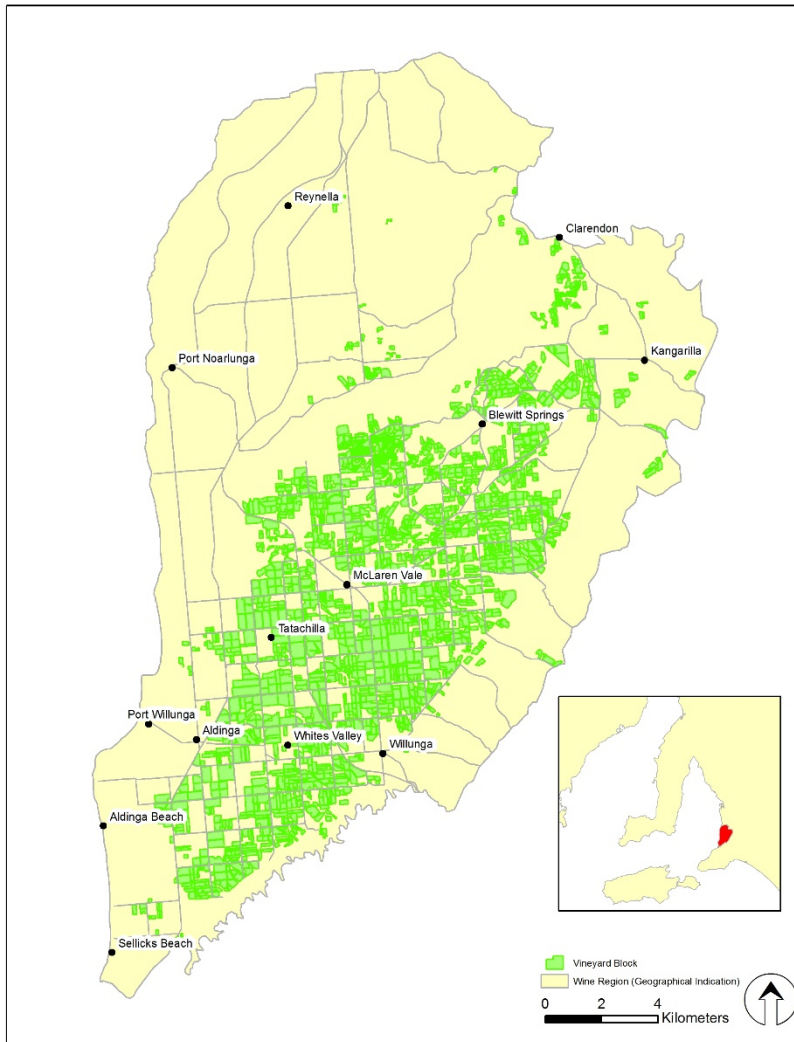 Reynella
Clarendon
Port Noarlunga
Kangarilla
Blewitt Springs
McLaren Vale
Tatachilla
Port Willunga
Aldinga
Whites Valley
Willunga
Aldinga Beach
Sellicks Beach
Vineyard Block
Wine Region (Geographical Indication)
0 2 4
Kilometers